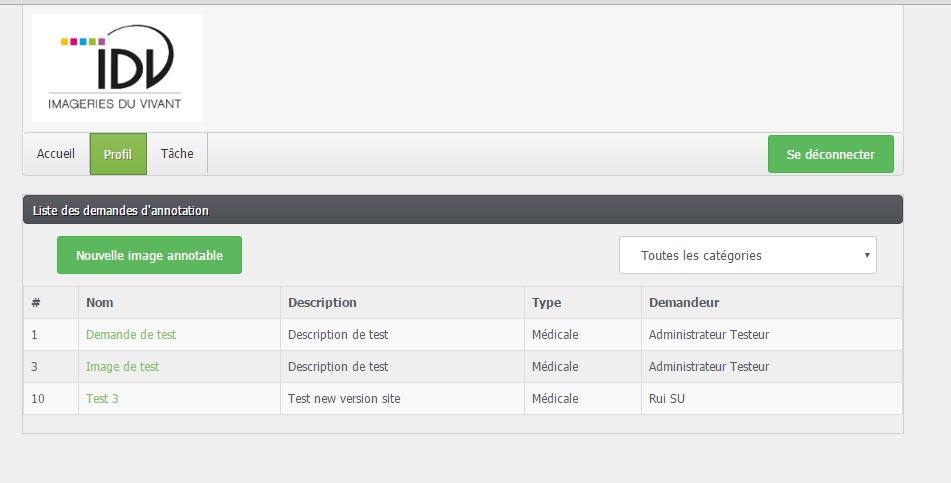 IDV
IMAGERIES DU VIVANT
Accueil Profil Tâche Se déconnecter
Liste des demandes d'annotation
Nouvelle image annotable Toutes les catégories
# Nom Description Type Demandeur
1 Demande de test Description de test Médicale Administrateur Testeur
3 Image de test Description de test Médicale Administrateur Testeur
10 Test 3 Test new version site Médicale Rui SU